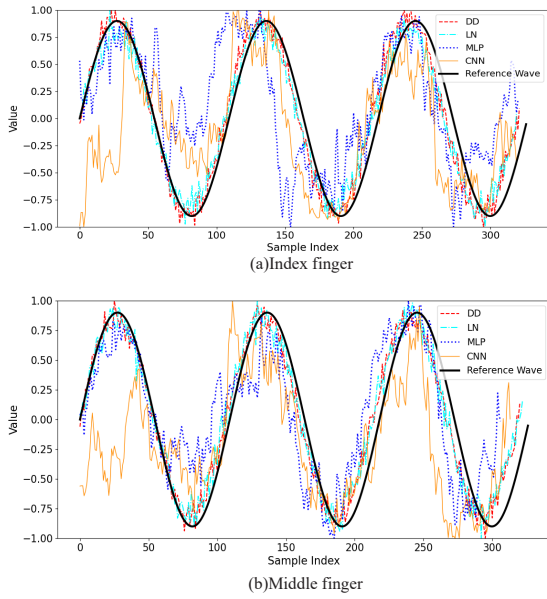 1.00
0.75
0.50
0.25
0.00
−0.25
−0.50
−0.75
−1.00
Value
DD
LN
MLP
CNN
Reference Wave
0 50 100 150 200 250 300
Sample Index
(a)Index finger
1.00
0.75
0.50
0.25
0.00
−0.25
−0.50
−0.75
−1.00
Value
DD
LN
MLP
CNN
Reference Wave
0 50 100 150 200 250 300
Sample Index
(b)Middle finger